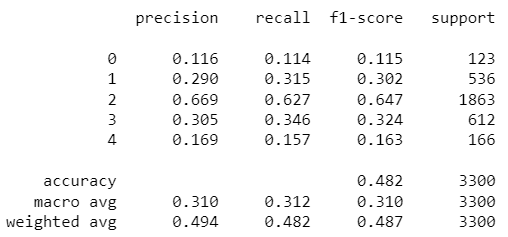 precision recall f1-score support
0 0.116 0.114 0.115 123
1 0.290 0.315 0.302 536
2 0.669 0.627 0.647 1863
3 0.305 0.346 0.324 612
4 0.169 0.157 0.163 166
accuracy 0.482 3300
macro avg 0.310 0.312 0.310 3300
weighted avg 0.494 0.482 0.487 3300